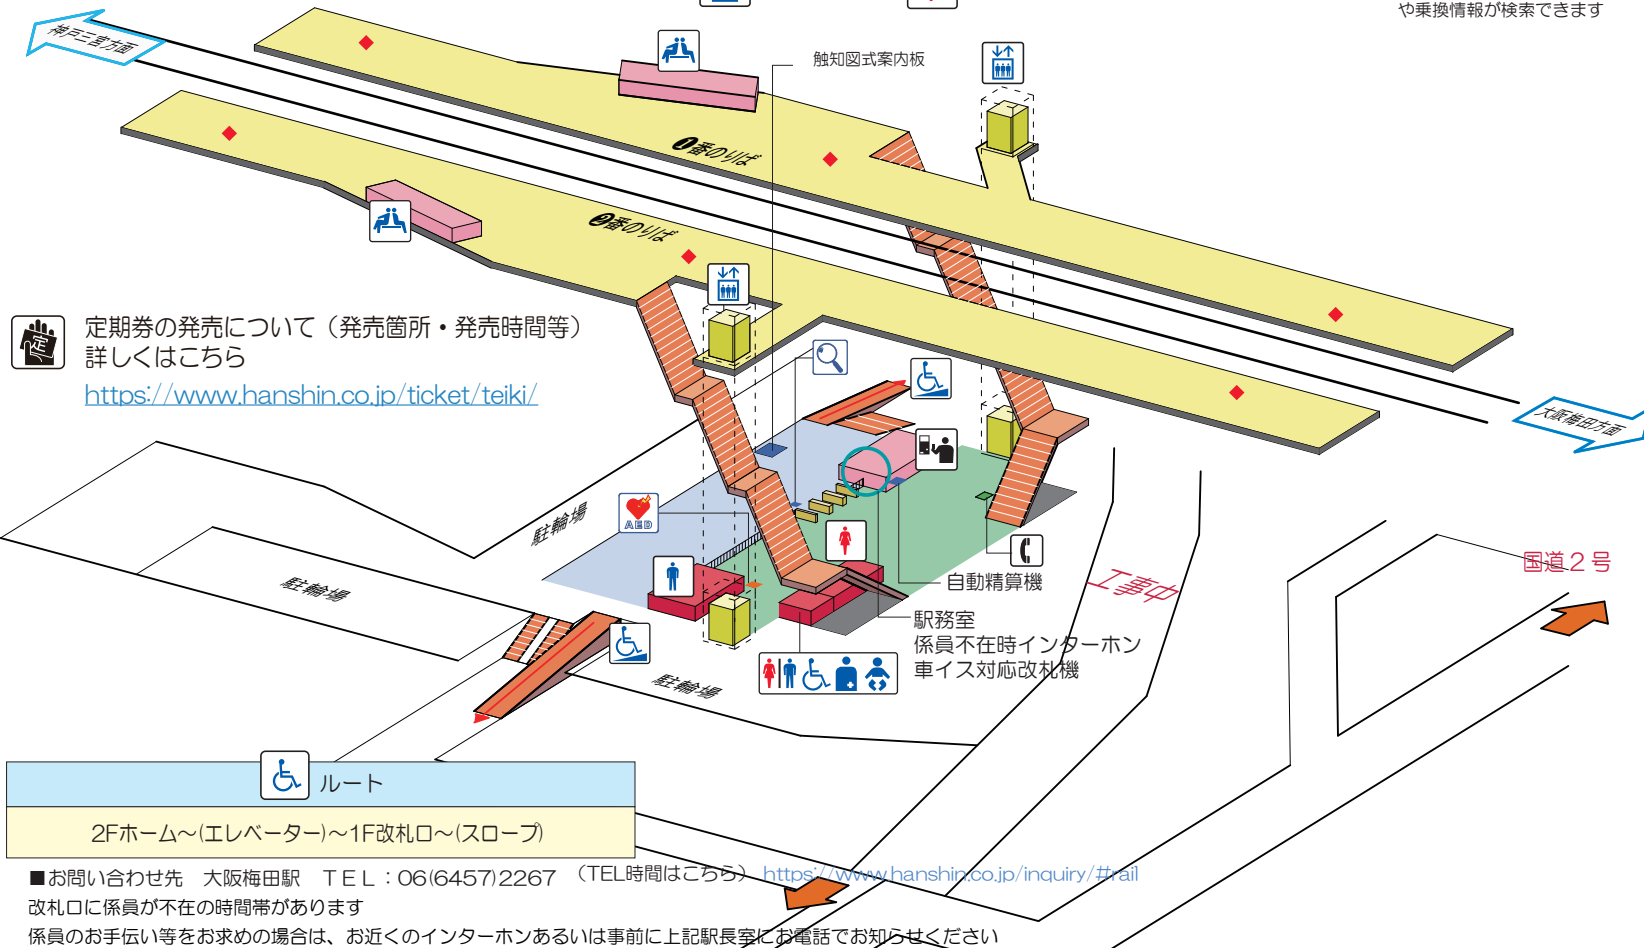 や乗換情報が検索できます
神戸三宮方面
触知図式案内板
❶番のりば
❷番のりば
定
定期券の発売について（発売箇所・発売時間等）
詳しくはこちら
https://www.hanshin.co.jp/ticket/teiki/
大阪梅田方面
AED
駐輪場
駐輪場
駐輪場
自動精算機
駅務室
係員不在時インターホン
車イス対応改札機
工事中
国道２号
ルート
2Fホーム～(エレベーター)～1F改札口～(スロープ)
■お問い合わせ先　大阪梅田駅　ＴＥＬ：06(6457)2267　（TEL時間はこちら）　https://www.hanshin.co.jp/inquiry/#rail
改札口に係員が不在の時間帯があります
係員のお手伝い等をお求めの場合は、お近くのインターホンあるいは事前に上記駅長室にお電話でお知らせください